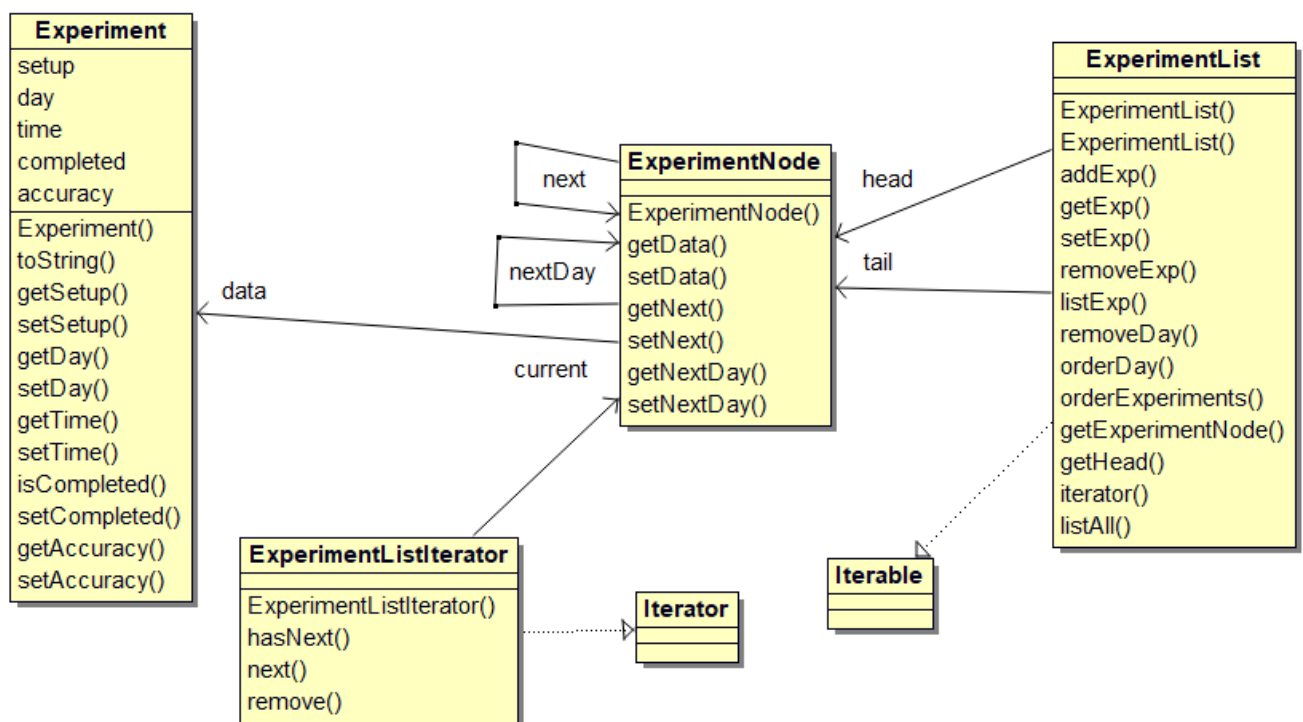 Experiment
setup
day
time
completed
accuracy
Experiment()
toString()
getSetup()
setSetup()
getDay()
setDay()
getTime()
setTime()
isCompleted()
setCompleted()
getAccuracy()
setAccuracy()
data
next
nextDay
current
ExperimentNode
ExperimentNode()
getData()
setData()
getNext()
setNext()
getNextDay()
setNextDay()
head
tail
ExperimentList
ExperimentList()
ExperimentList()
addExp()
getExp()
setExp()
removeExp()
listExp()
removeDay()
orderDay()
orderExperiments()
getExperimentNode()
getHead()
iterator()
listAll()
ExperimentListIterator
ExperimentListIterator()
hasNext()
next()
remove()
Iterator
Iterable